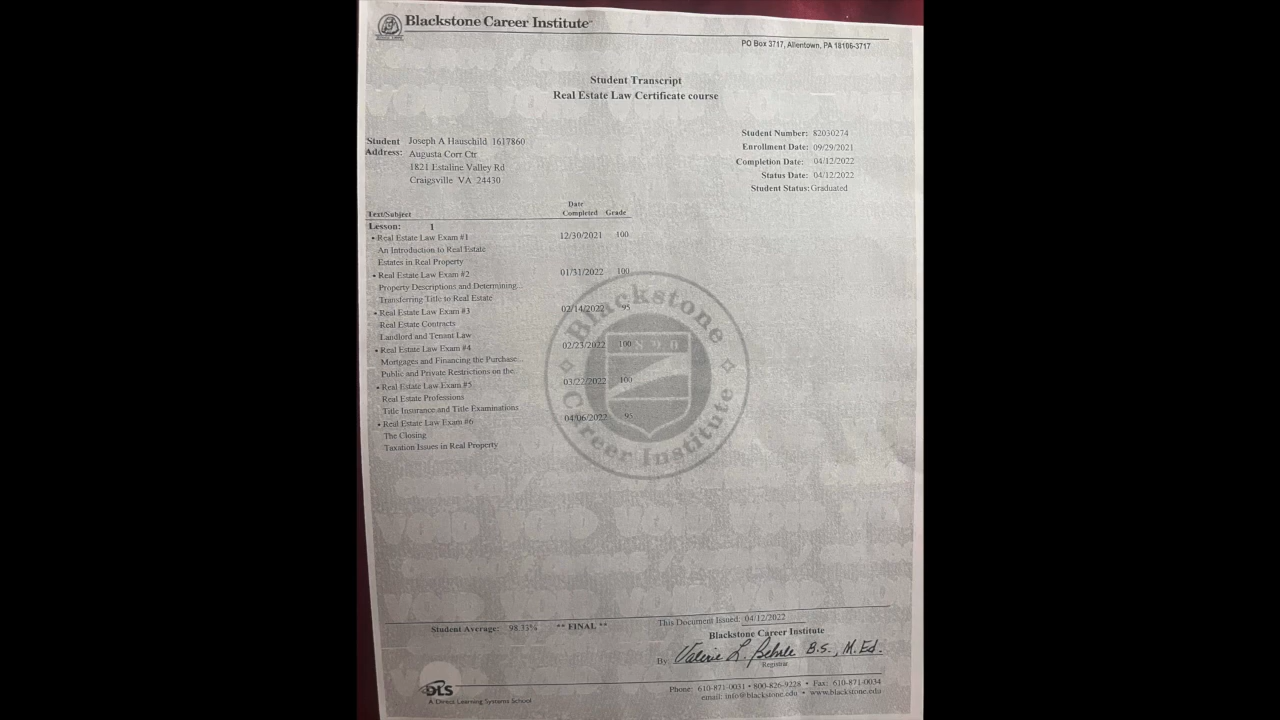 Blackstone Career Institute
PO Box 3717, Allentown, PA 18106-3717
Student Transcript
Real Estate Law Certificate course
Student Address: Joseph A Hauschild 1617860
Augusta Corr Ctr
1821 Estaline Valley Rd
Craigsville VA 24430
Student Number: 82030274
Enrollment Date: 09/29/2021
Completion Date: 04/12/2022
Status Date: 04/12/2022
Student Status: Graduated
Text/Subject Date Completed Grade
Lesson: 1
• Real Estate Law Exam #1 12/30/2021 100
An Introduction to Real Estate
Estates in Real Property
• Real Estate Law Exam #2 01/31/2022 100
Property Descriptions and Determining...
Transferring Title to Real Estate
• Real Estate Law Exam #3 02/14/2022 95
Real Estate Contracts
Landlord and Tenant Law
• Real Estate Law Exam #4 02/23/2022 100
Mortgages and Financing the Purchase...
Public and Private Restrictions on the
• Real Estate Law Exam #5 03/22/2022 100
Real Estate Professions
Title Insurance and Title Examinations
• Real Estate Law Exam #6 04/06/2022 95
The Closing
Taxation Issues in Real Property
Blackstone Career Institute
1890
VOID VOID VOID VOID VOID
Student Average: 98.33% ** FINAL **
This Document Issued: 04/12/2022
Blackstone Career Institute
By Valerie L. Behrle B.S., M.Ed.
Registrar
DLS
A Direct Learning Systems School
Phone: 610-871-0031 • 800-826-9228 • Fax: 610-871-0034
email: info@blackstone.edu • www.blackstone.edu